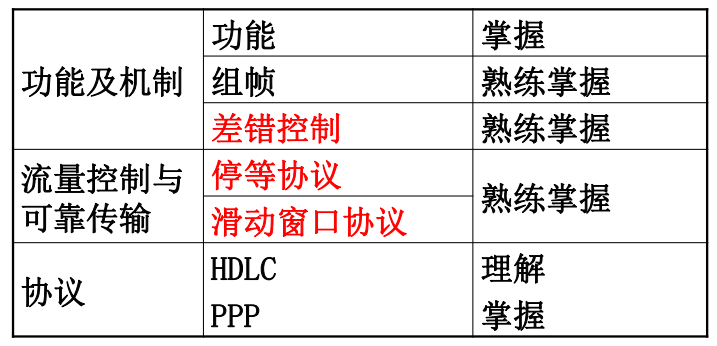 功能及机制
功能
掌握
组帧
熟练掌握
差错控制
熟练掌握
流量控制与
可靠传输
停等协议
滑动窗口协议
熟练掌握
协议
HDLC
理解
PPP
掌握